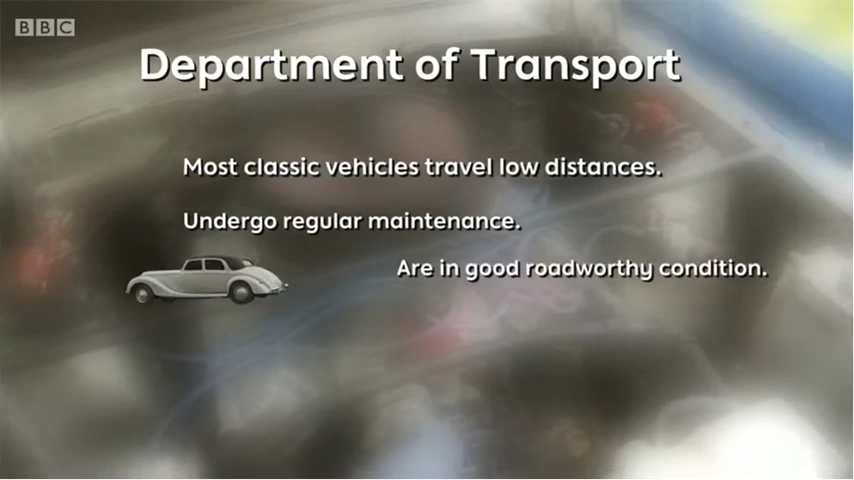 BBC
Department of Transport
Most classic vehicles travel low distances.
Undergo regular maintenance.
Are in good roadworthy condition.